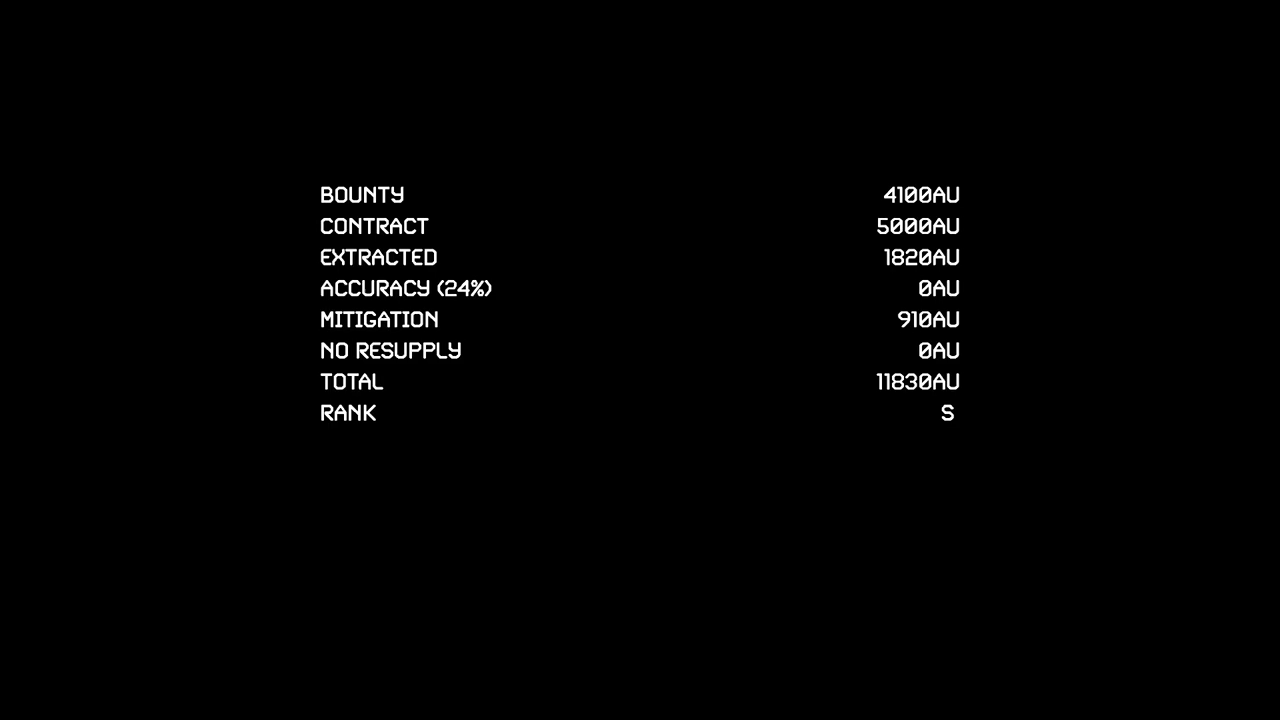 BOUNTY 4100AU
CONTRACT 5000AU
EXTRACTED 1820AU
ACCURACY (24%) 0AU
MITIGATION 910AU
NO RESUPPLY 0AU
TOTAL 11830AU
RANK S